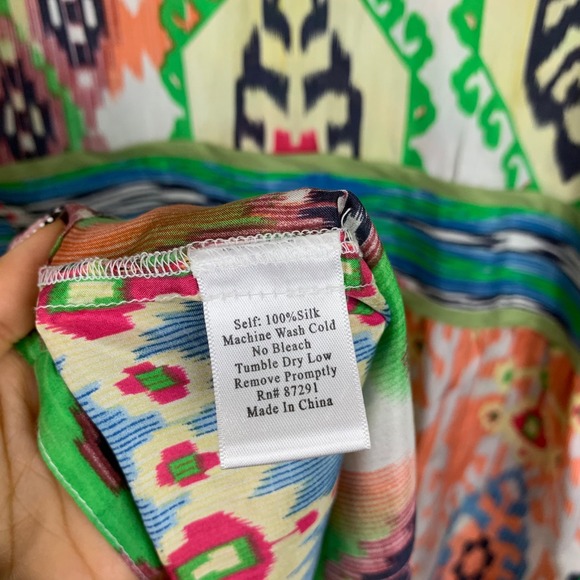 Self: 100%Silk
Machine Wash Cold
No Bleach
Tumble Dry Low
Remove Promptly
Rn# 87291
Made In China